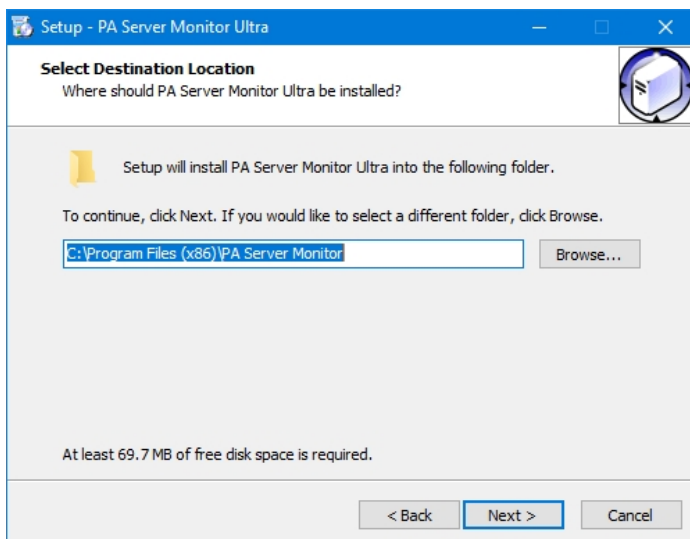 Setup - PA Server Monitor Ultra
Select Destination Location
Where should PA Server Monitor Ultra be installed?
Setup will install PA Server Monitor Ultra into the following folder.
To continue, click Next. If you would like to select a different folder, click Browse.
C:\Program Files (x86)\PA Server Monitor
Browse...
At least 69.7 MB of free disk space is required.
< Back
Next >
Cancel